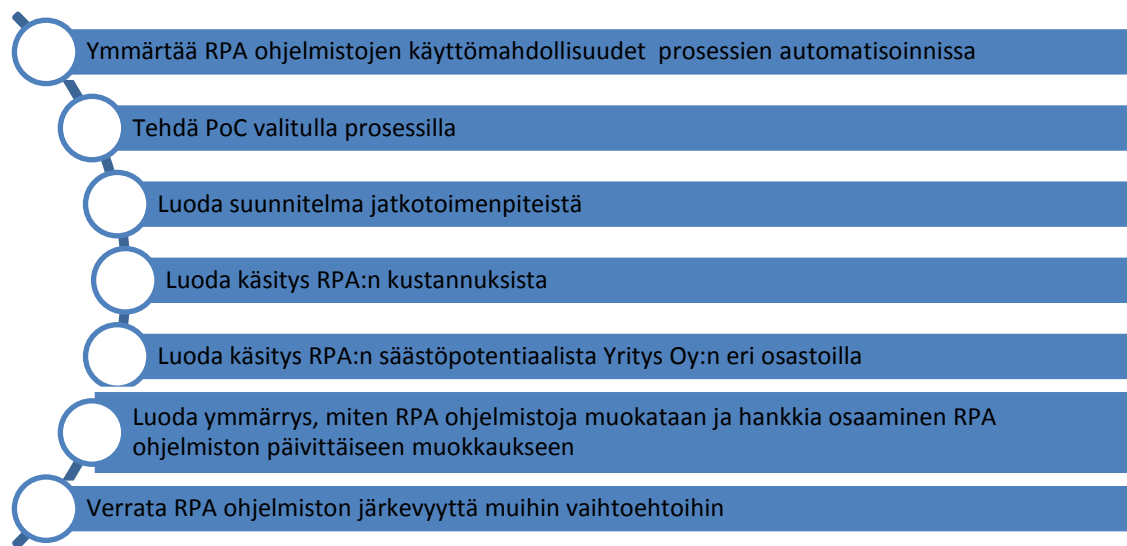 Ymmärtää RPA ohjelmistojen käyttömahdollisuudet prosessien automatisoinnissa
Tehdä PoC valitulla prosessilla
Luoda suunnitelma jatkotoimenpiteistä
Luoda käsitys RPA:n kustannuksista
Luoda käsitys RPA:n säästöpotentiaalista Yritys Oy:n eri osastoilla
Luoda ymmärrys, miten RPA ohjelmistoja muokataan ja hankkia osaaminen RPA
ohjelmiston päivittäiseen muokkaukseen
Verrata RPA ohjelmiston järkevyyttä muihin vaihtoehtoihin